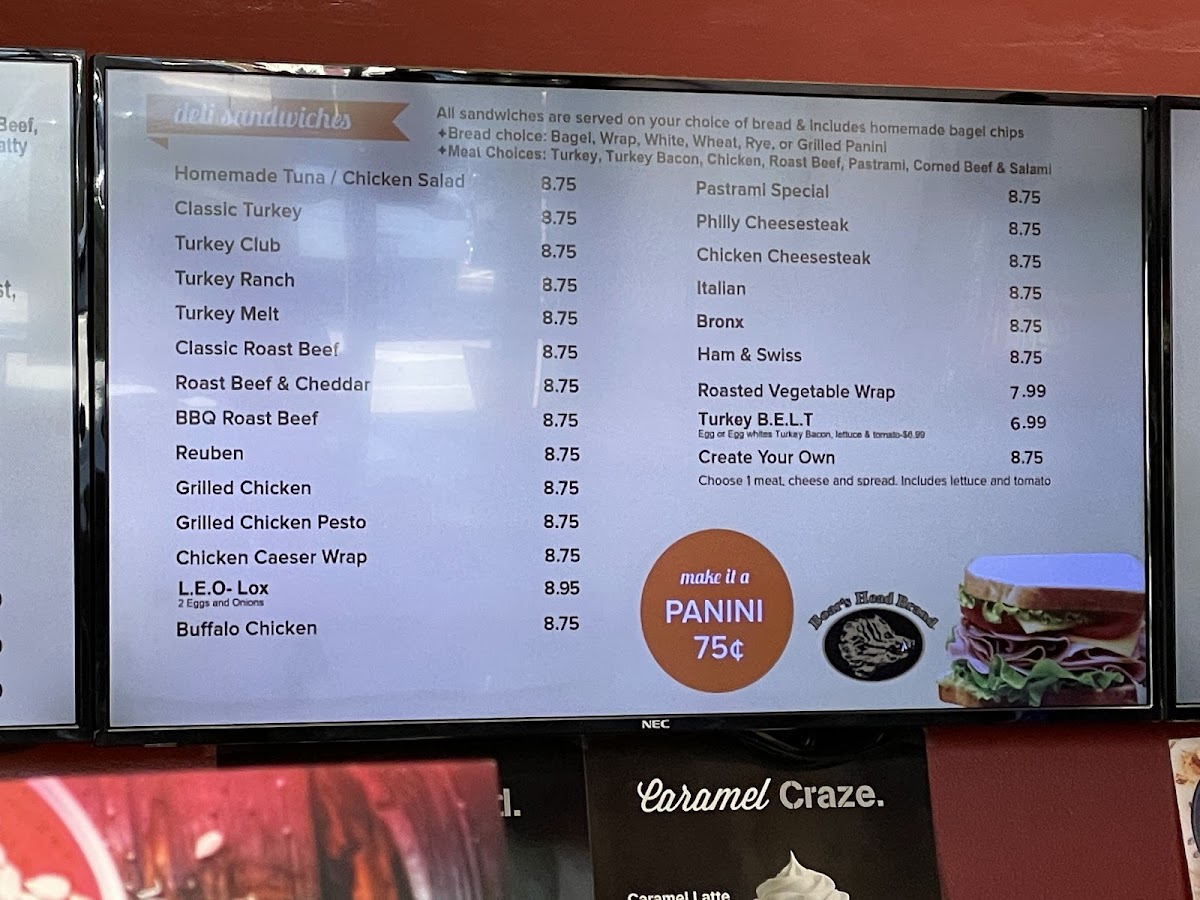 Beef,
alty
st,
deli sandwiches
All sandwiches are served on your choice of bread & includes homemade bagel chips
+Bread choice: Bagel, Wrap, White, Wheat, Rye, or Grilled Panini
+Meat Choices: Turkey, Turkey Bacon, Chicken, Roast Beef, Pastrami, Corned Beef & Salami
Homemade Tuna / Chicken Salad 8.75
Classic Turkey 8.75
Turkey Club 8.75
Turkey Ranch 8.75
Turkey Melt 8.75
Classic Roast Beef 8.75
Roast Beef & Cheddar 8.75
BBQ Roast Beef 8.75
Reuben 8.75
Grilled Chicken 8.75
Grilled Chicken Pesto 8.75
Chicken Caeser Wrap 8.75
L.E.O- Lox 8.95
2 Eggs and Onions
Buffalo Chicken 8.75
Pastrami Special 8.75
Philly Cheesesteak 8.75
Chicken Cheesesteak 8.75
Italian 8.75
Bronx 8.75
Ham & Swiss 8.75
Roasted Vegetable Wrap 7.99
Turkey B.E.L.T 6.99
Egg or Egg whites Turkey Bacon, lettuce & tomato-$6.99
Create Your Own 8.75
Choose 1 meat, cheese and spread. Includes lettuce and tomato
make it a
PANINI
75¢
Boar's Head Brand
NEC
Caramel Craze.
Caramel Latte